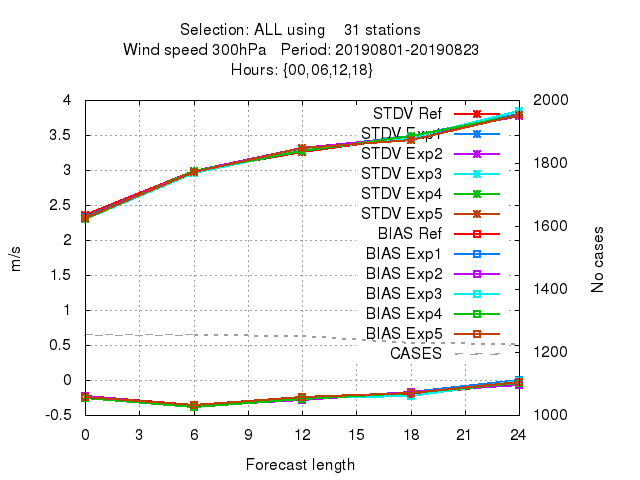 Selection: ALL using 31 stations
Wind speed 300hPa Period: 20190801-20190823
Hours: {00,06,12,18}
4
3.5
3
2.5
2
1.5
1
0.5
0
-0.5
m/s
2000
1800
1600
1400
1200
1000
No cases
STDV Ref
STDV Exp1
STDV Exp2
STDV Exp3
STDV Exp4
STDV Exp5
BIAS Ref
BIAS Exp1
BIAS Exp2
BIAS Exp3
BIAS Exp4
BIAS Exp5
CASES
0 3 6 9 12 15 18 21 24
Forecast length